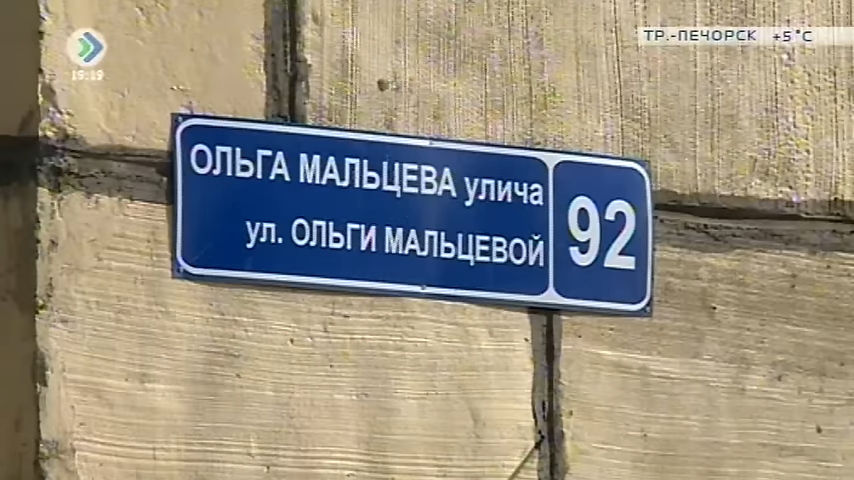 ТР.-ПЕЧОРСК +5°C
19:19
ОЛЬГА МАЛЬЦЕВА улича
ул. ОЛЬГИ МАЛЬЦЕВОЙ
92